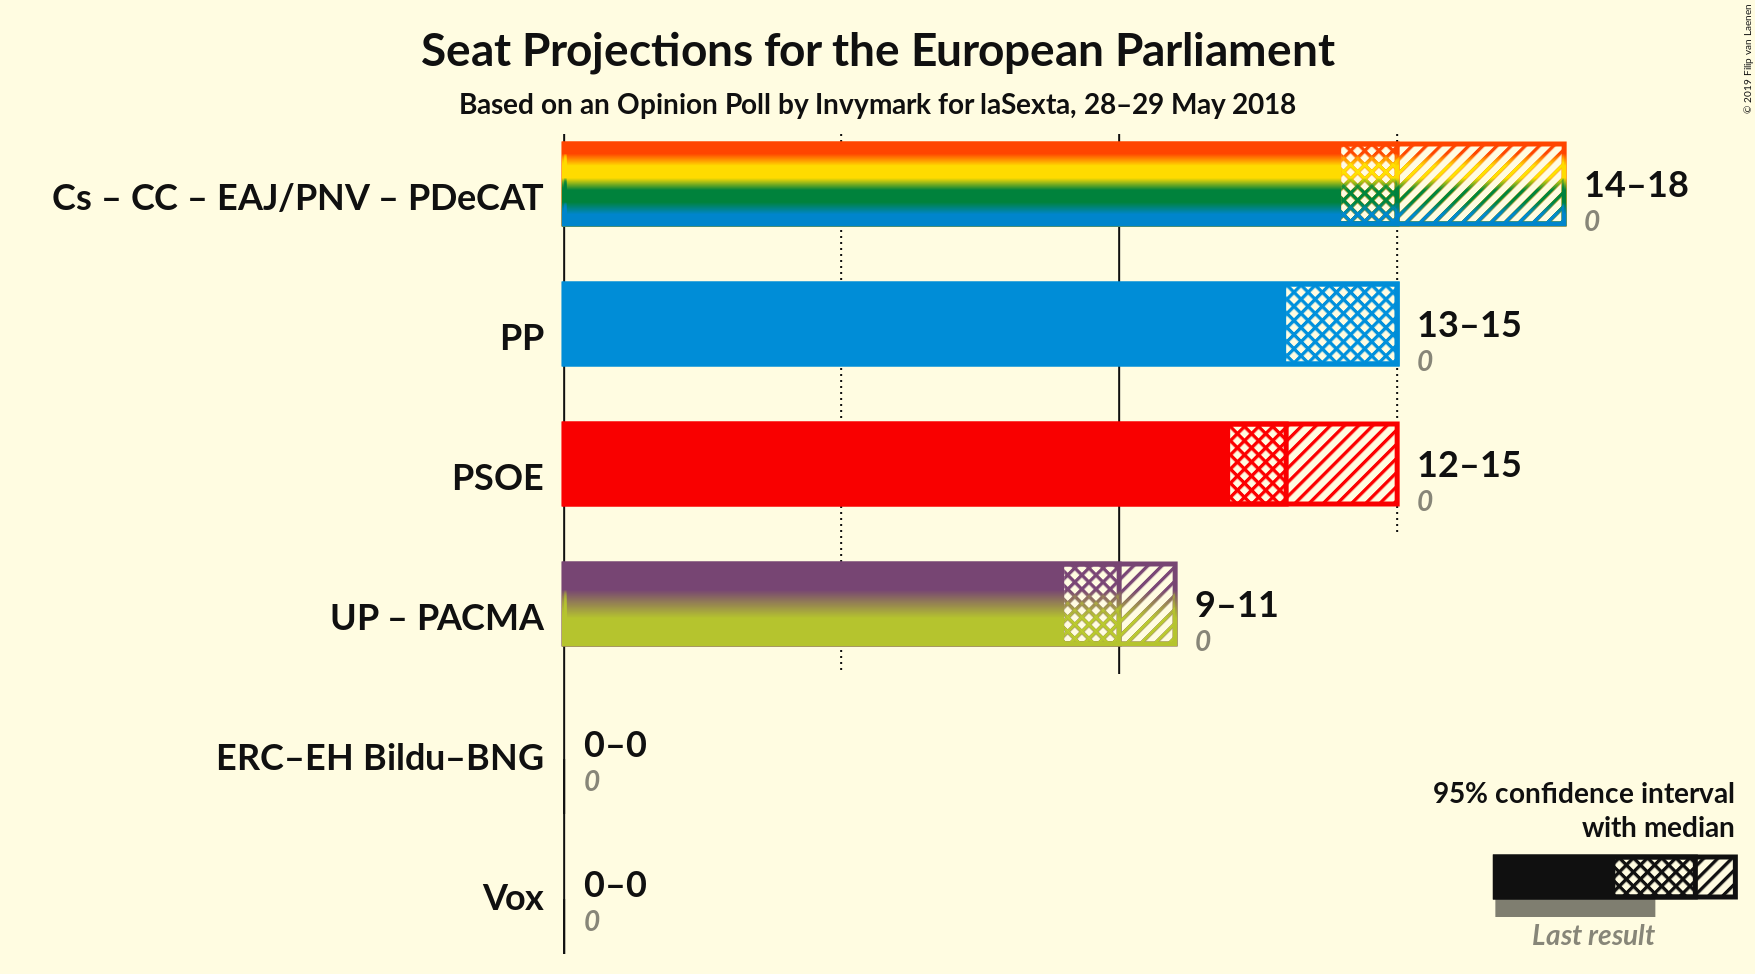 Seat Projections for the European Parliament
Based on an Opinion Poll by Invymark for laSexta, 28–29 May 2018
© 2019 Filip van Laenen
Cs – CC – EAJ/PNV – PDeCAT
14–18
0
PP
13–15
0
PSOE
12–15
0
UP – PACMA
9–11
0
ERC–EH Bildu–BNG
0–0
0
Vox
0–0
0
95% confidence interval
with median
Last result